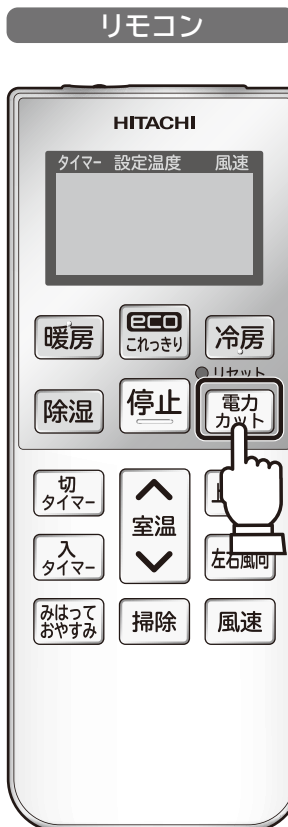 リモコン
HITACHI
タイマー 設定温度 風速
暖房
eco
これっきり
冷房
リセット
除湿
停止
電力
カット
切
タイマー
室温
入
タイマー
左右風向
みはって
おやすみ
掃除
風速